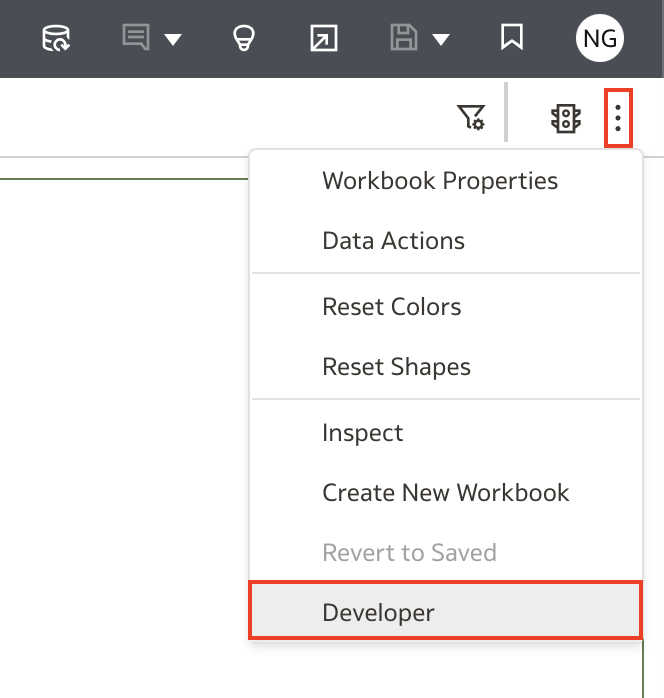 NG
Workbook Properties
Data Actions
Reset Colors
Reset Shapes
Inspect
Create New Workbook
Revert to Saved
Developer